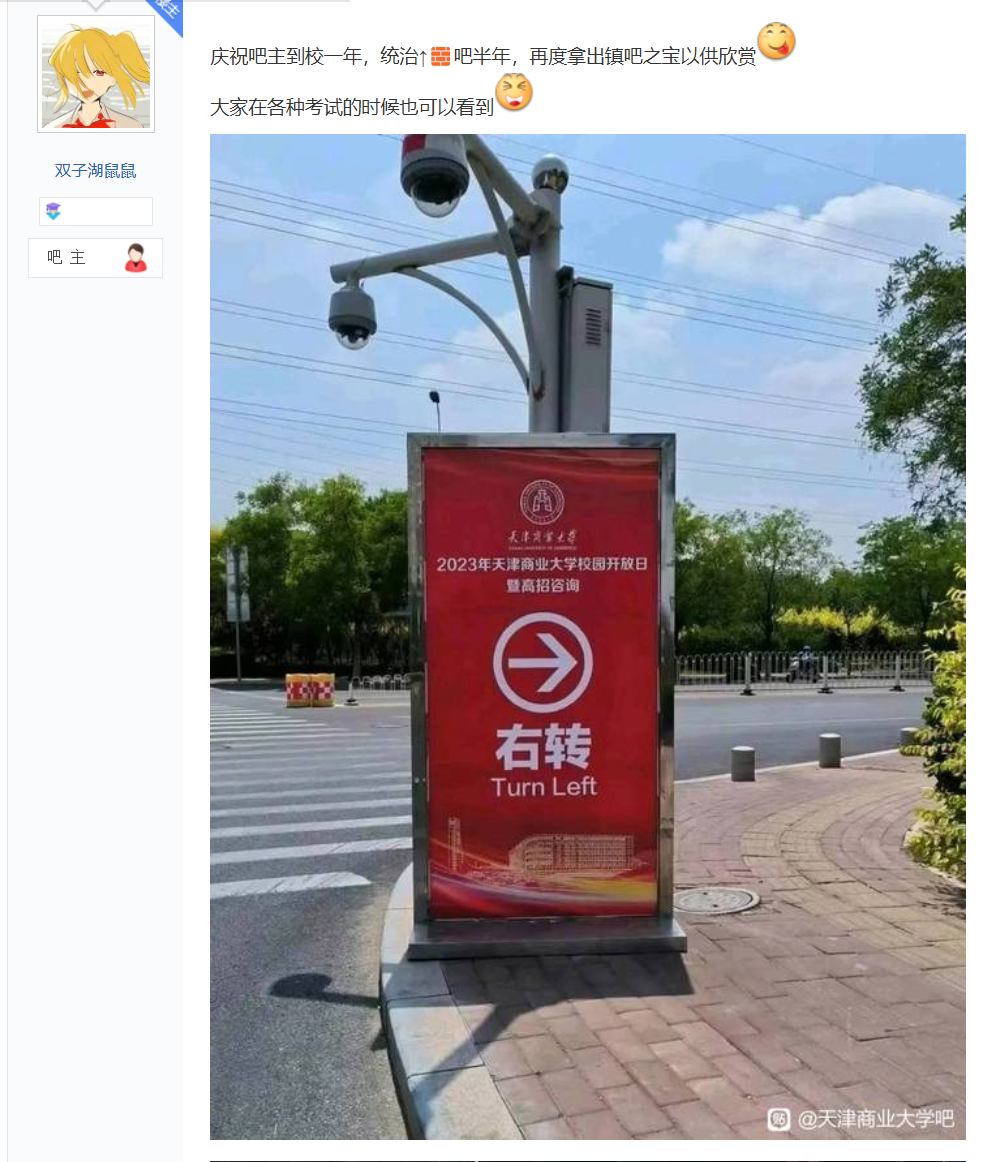 楼主
庆祝吧主到校一年，统治↑🧱吧半年，再度拿出镇吧之宝以供欣赏
大家在各种考试的时候也可以看到
双子湖鼠鼠
吧主
天津商业大学
2023年天津商业大学校园开放日
暨高招咨询
右转
Turn Left
贴 @天津商业大学吧